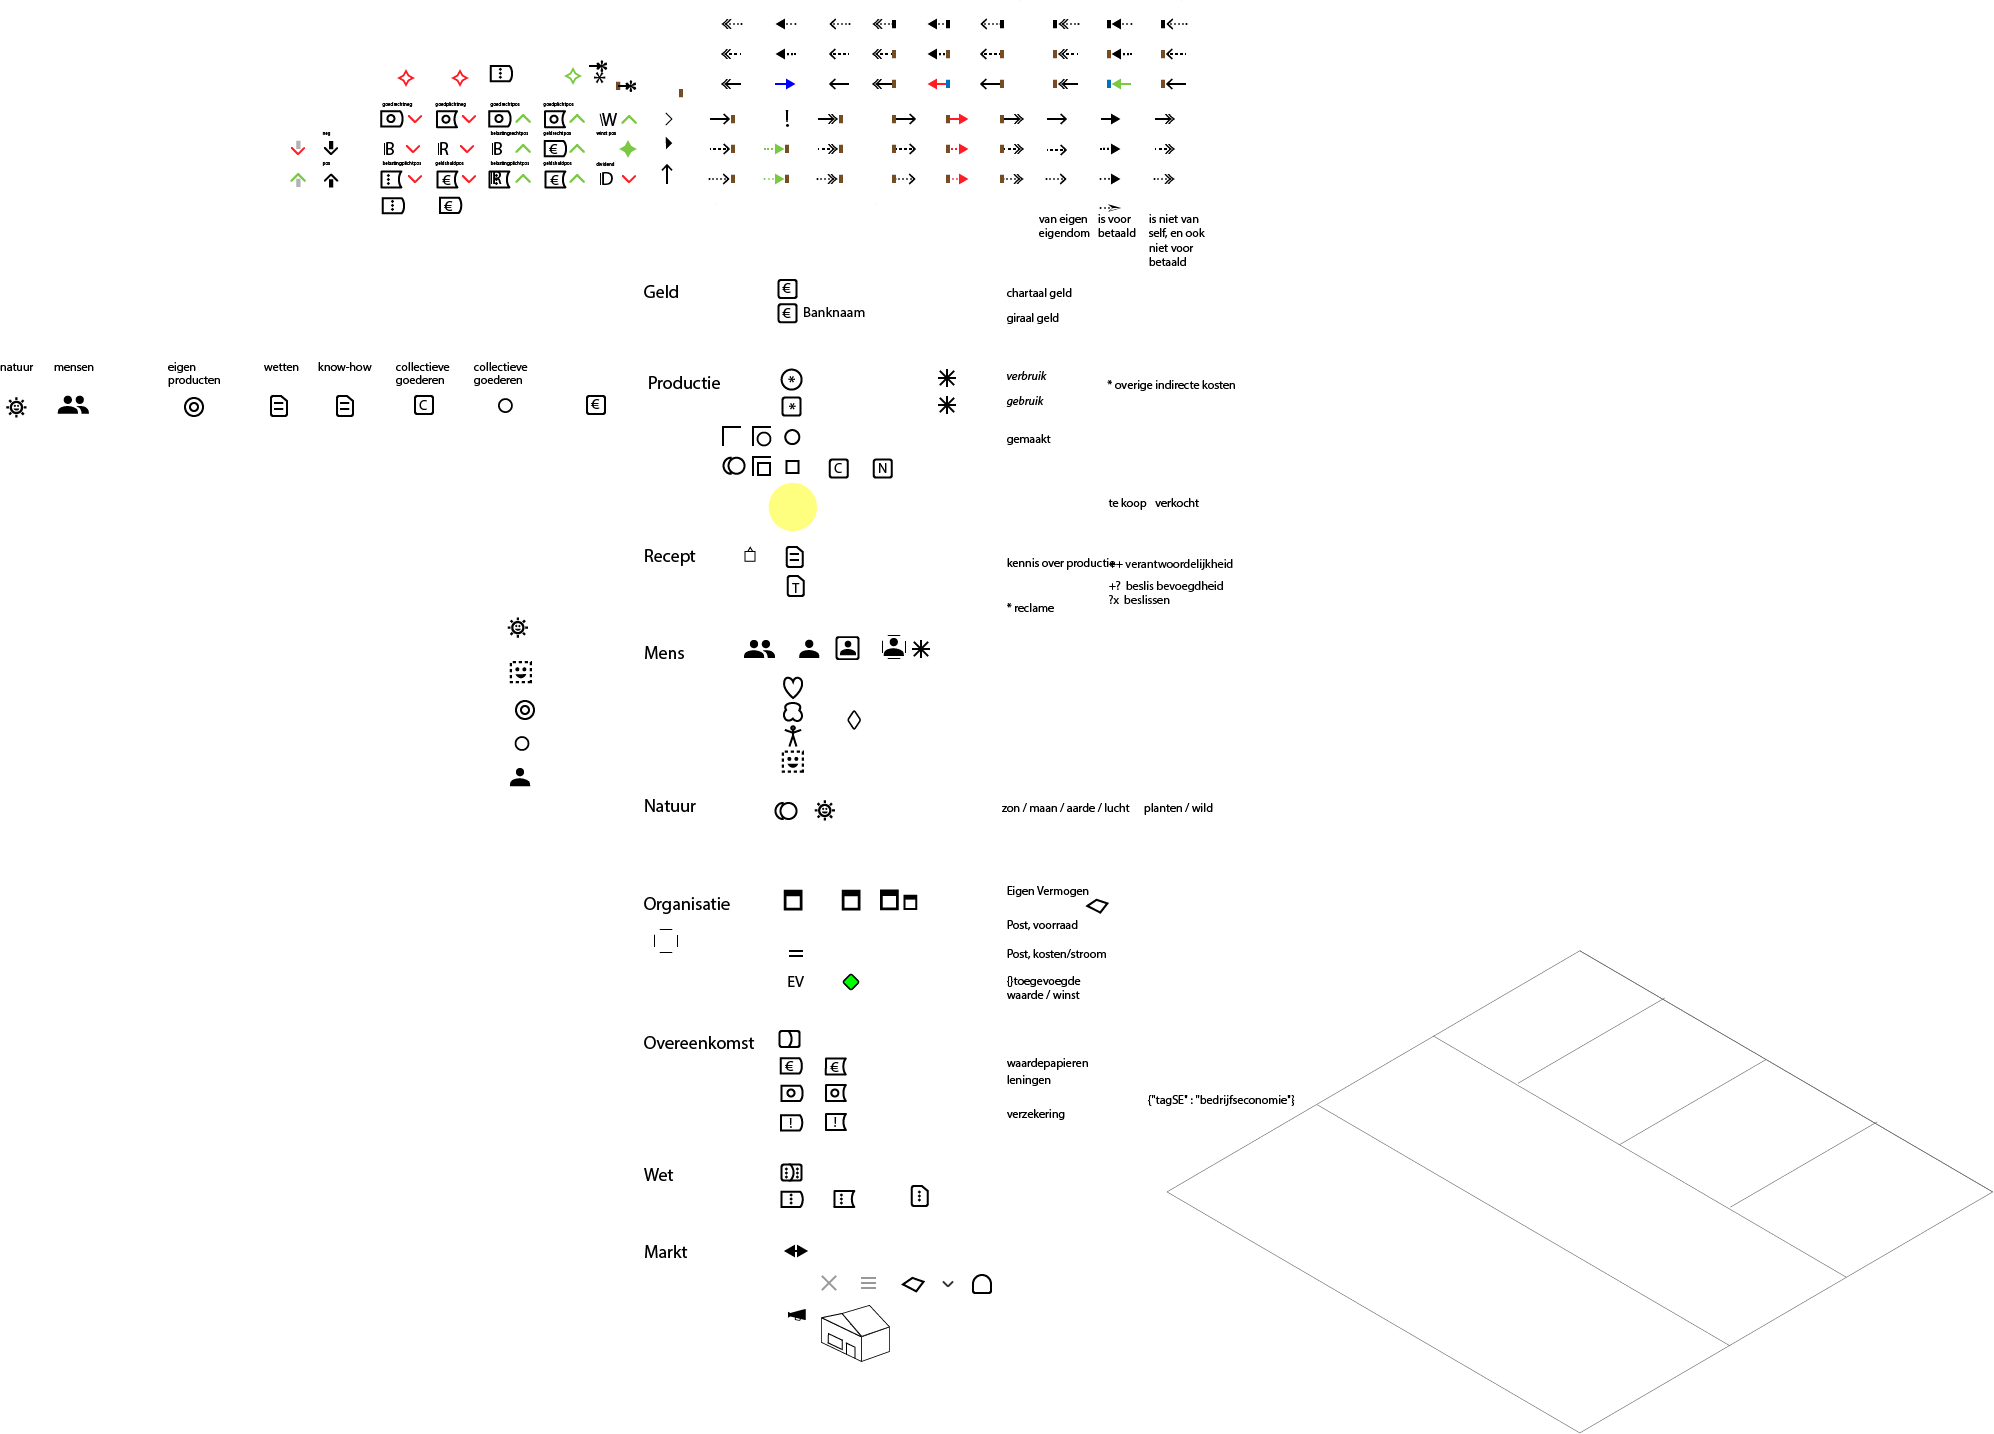 goedrechtneg goedplichtneg goedrechtpos goedplichtpos
W
neg
belastingrechtpos geldrechtpos winst pos
B R B €
pos
belastingplichtpos geldschuldpos belastingplichtpos geldschuldpos dividend
€ R € D
€
!
van eigen
eigendom
is voor
betaald
is niet van
self, en ook
niet voor
betaald
Geld
€
€ Banknaam
chartaal geld
giraal geld
natuur
mensen
eigen
producten
wetten
know-how
collectieve
goederen
collectieve
goederen
C
€
Productie
*
*
verbruik
gebruik
* overige indirecte kosten
gemaakt
C
N
te koop verkocht
Recept
T
kennis over productie
++ verantwoordelijkheid
+? beslis bevoegdheid
?x beslissen
* reclame
Mens
Natuur
zon / maan / aarde / lucht planten / wild
Organisatie
Eigen Vermogen
Post, voorraad
=
Post, kosten/stroom
EV
{}toegevoegde
waarde / winst
Overeenkomst
€ €
! !
waardepapieren
leningen
verzekering
{"tagSE" : "bedrijfseconomie"}
Wet
Markt